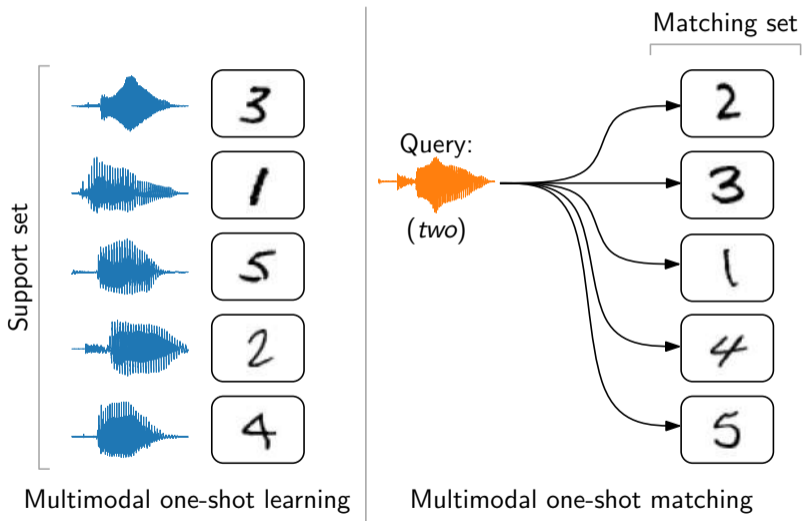 Support set
3
1
5
2
4
Multimodal one-shot learning
Matching set
Query:
(two)
2
3
1
4
5
Multimodal one-shot matching